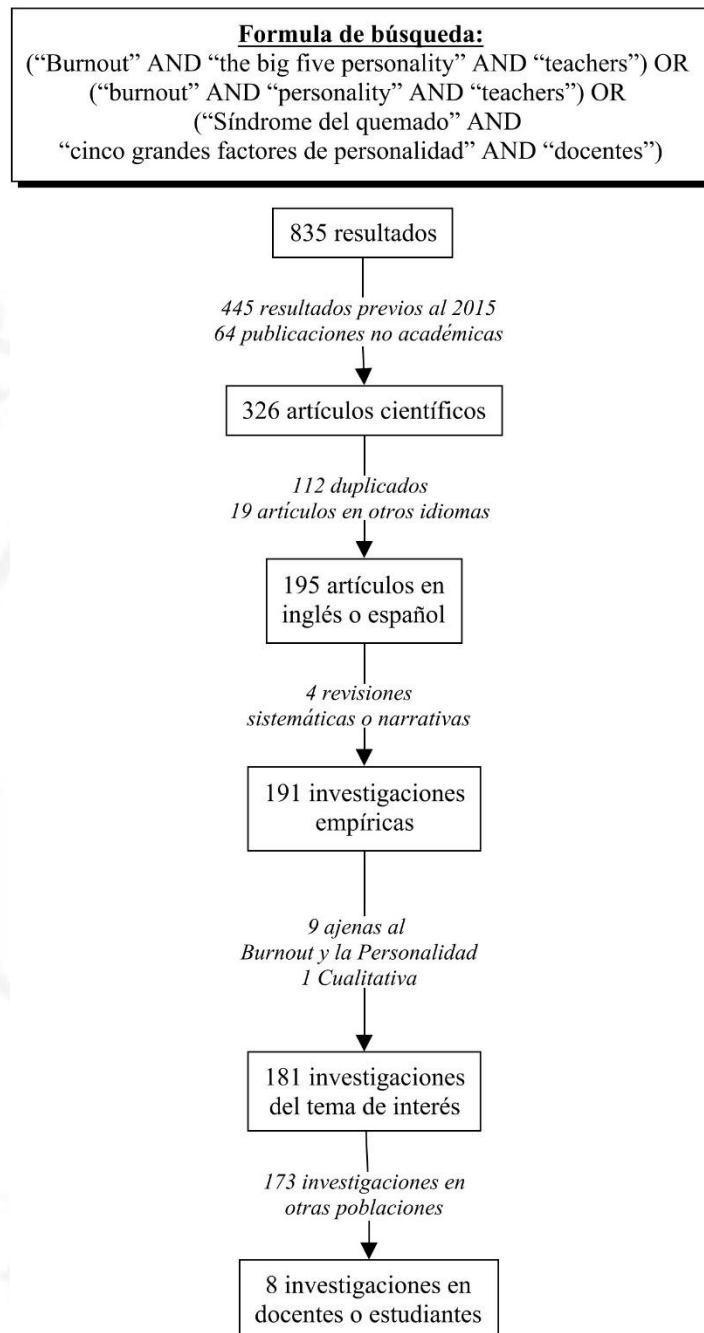 Formula de búsqueda:
(“Burnout” AND “the big five personality” AND “teachers”) OR
(“burnout” AND “personality” AND “teachers”) OR
(“Síndrome del quemado” AND
“cinco grandes factores de personalidad” AND “docentes”)
835 resultados
445 resultados previos al 2015
64 publicaciones no académicas
326 artículos científicos
112 duplicados
19 artículos en otros idiomas
195 artículos en
inglés o español
4 revisiones
sistemáticas o narrativas
191 investigaciones
empíricas
9 ajenas al
Burnout y la Personalidad
1 Cualitativa
181 investigaciones
del tema de interés
173 investigaciones en
otras poblaciones
8 investigaciones en
docentes o estudiantes